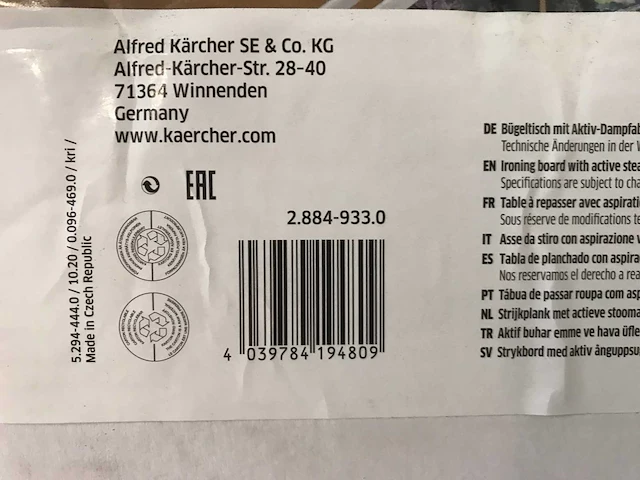 Alfred Kärcher SE & Co. KG
Alfred-Kärcher-Str. 28-40
71364 Winnenden
Germany
www.kaercher.com
5.294-444.0 / 10.20 / 0.096-469.0 / kri /
Made in Czech Republic
EAC
2.884-933.0
4 039784 194809
DE Bügeltisch mit Aktiv-Dampfab
Technische Änderungen in der V
EN Ironing board with active stea
Specifications are subject to cha
FR Table à repasser avec aspirati
Sous réserve de modifications te
IT Asse da stiro con aspirazione v
ES Tabla de planchado con aspira
Nos reservamos el derecho a rea
PT Tábua de passar roupa com asp
NL Strijkplank met actieve stooma
TR Aktif buhar emme ve hava üfle
SV Strykbord med aktiv ånguppsu